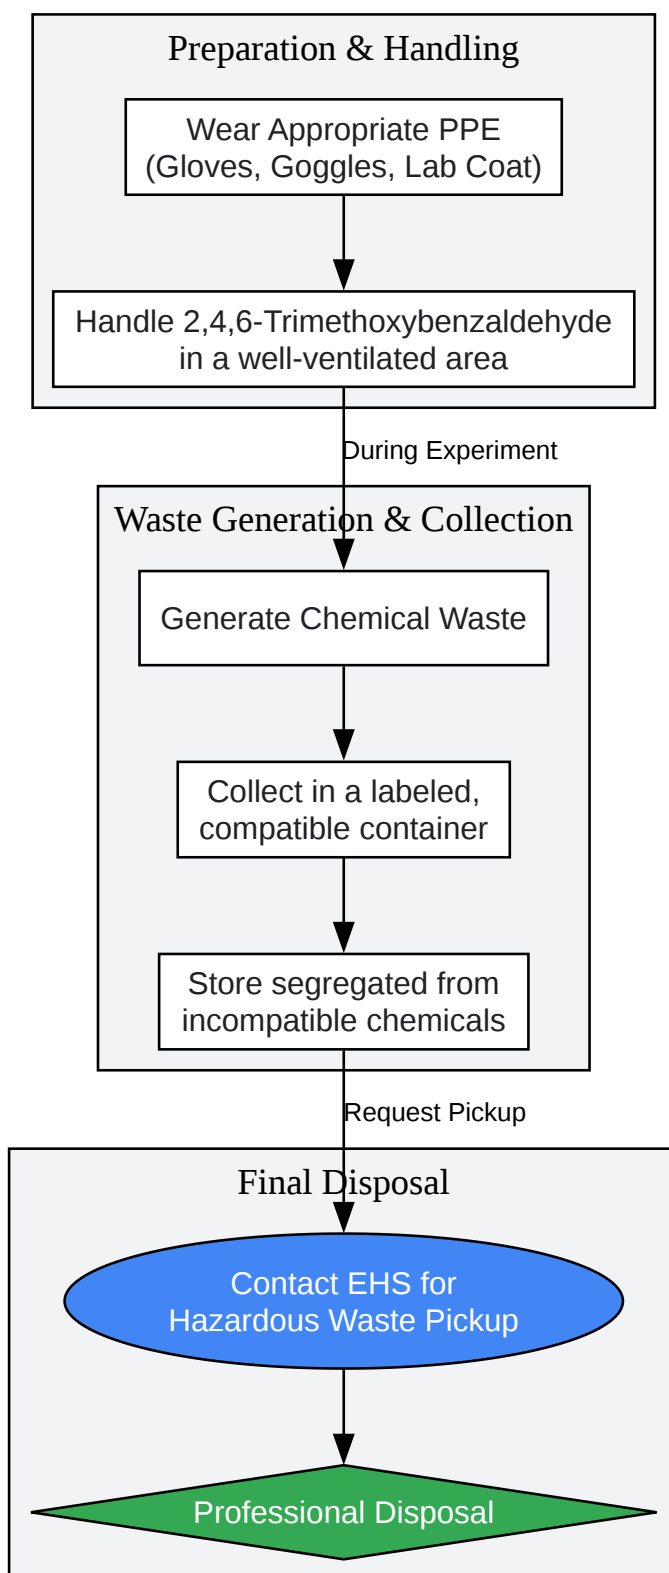 Preparation & Handling
Wear Appropriate PPE
(Gloves, Goggles, Lab Coat)
Handle 2,4,6-Trimethoxybenzaldehyde
in a well-ventilated area
During Experiment
Waste Generation & Collection
Generate Chemical Waste
Collect in a labeled,
compatible container
Store segregated from
incompatible chemicals
Request Pickup
Final Disposal
Contact EHS for
Hazardous Waste Pickup
Professional Disposal